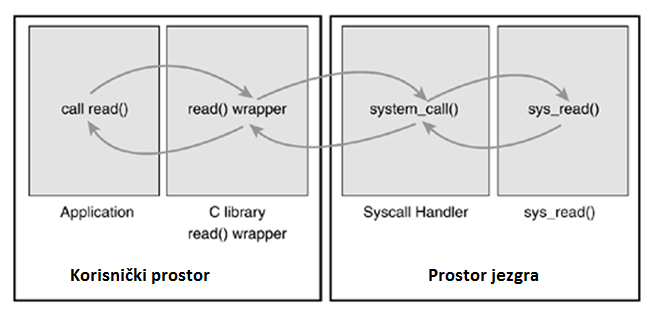 call read()
read() wrapper
system_call()
sys_read()
Application
C library
read() wrapper
Syscall Handler
sys_read()
Korisnički prostor
Prostor jezgra